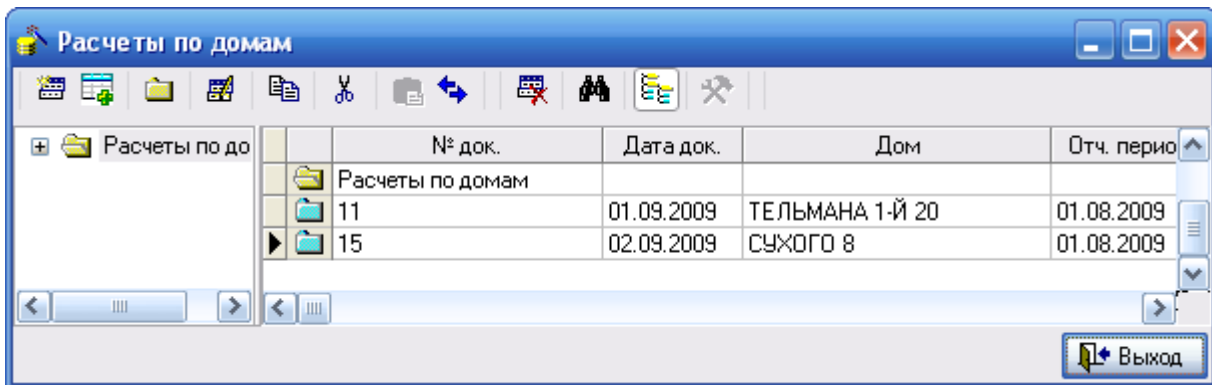 Расчеты по домам
Расчеты по до
№ док. Дата док. Дом Отч. перио
Расчеты по домам
11 01.09.2009 ТЕЛЬМАНА 1-Й 20 01.08.2009
15 02.09.2009 СУХОГО 8 01.08.2009
Выход